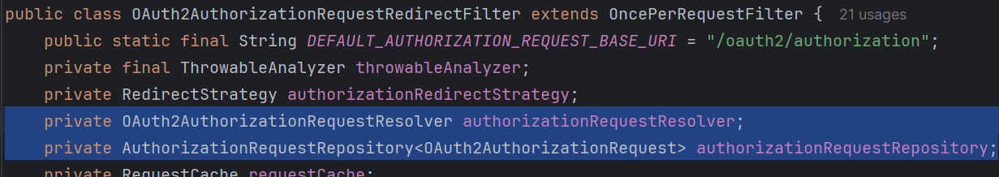 public class OAuth2AuthorizationRequestRedirectFilter extends OncePerRequestFilter { 21 usages
public static final String DEFAULT_AUTHORIZATION_REQUEST_BASE_URI = "/oauth2/authorization";
private final ThrowableAnalyzer throwableAnalyzer;
private RedirectStrategy authorizationRedirectStrategy;
private OAuth2AuthorizationRequestResolver authorizationRequestResolver;
private AuthorizationRequestRepository<OAuth2AuthorizationRequest> authorizationRequestRepository;
private RequestCache requestCache;